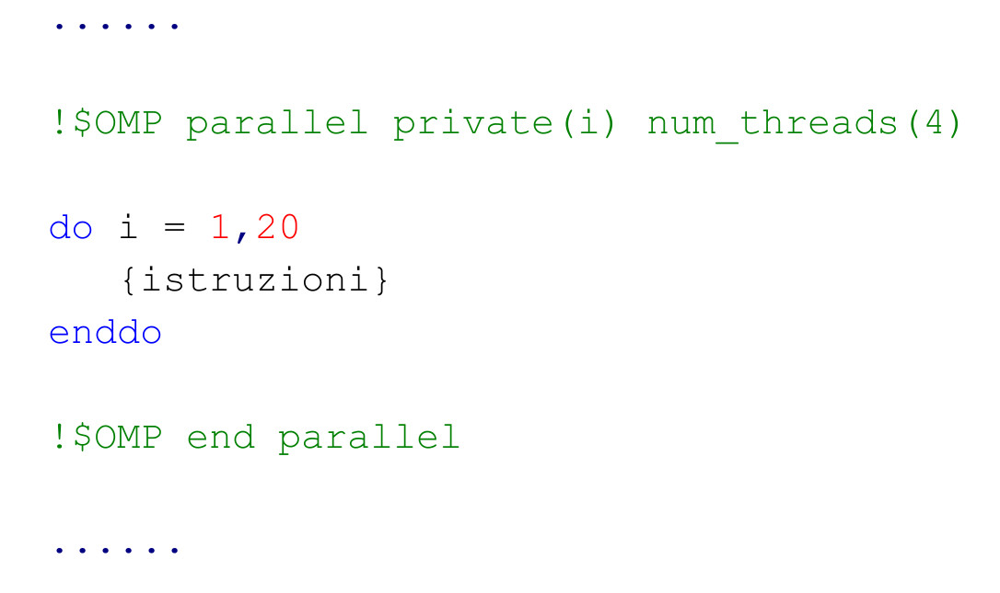 ......
!$OMP parallel private(i) num_threads(4)
do i = 1,20
{istruzioni}
enddo
!$OMP end parallel
......